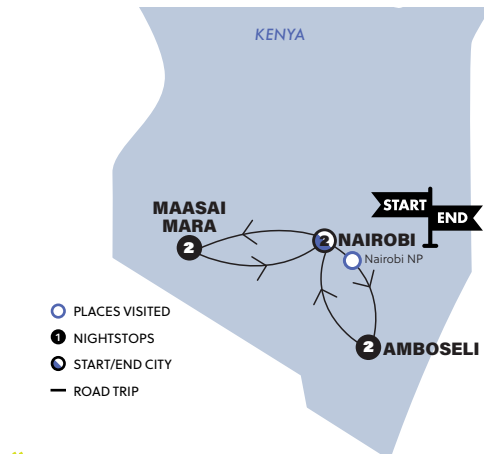 KENYA
START
END
MAASAI
MARA
2
2 NAIROBI
Nairobi NP
2 AMBOSELI
PLACES VISITED
1 NIGHTSTOPS
START/END CITY
ROAD TRIP